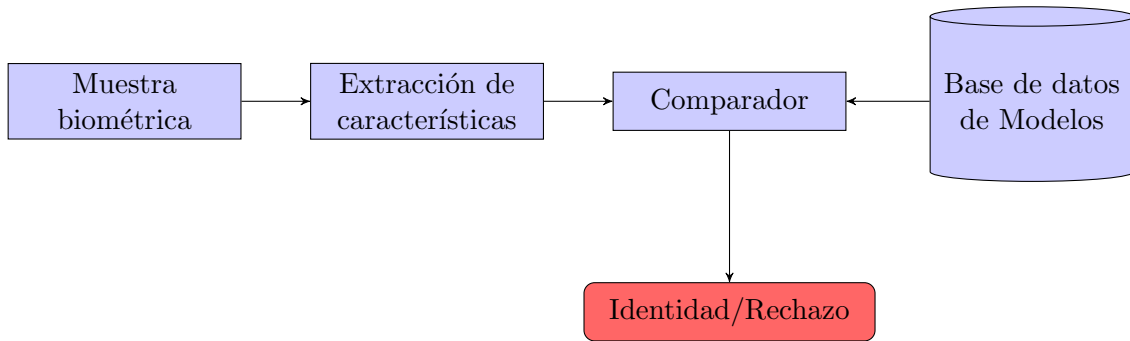 Muestra
biométrica
Extracción de
características
Comparador
Base de datos
de Modelos
Identidad/Rechazo